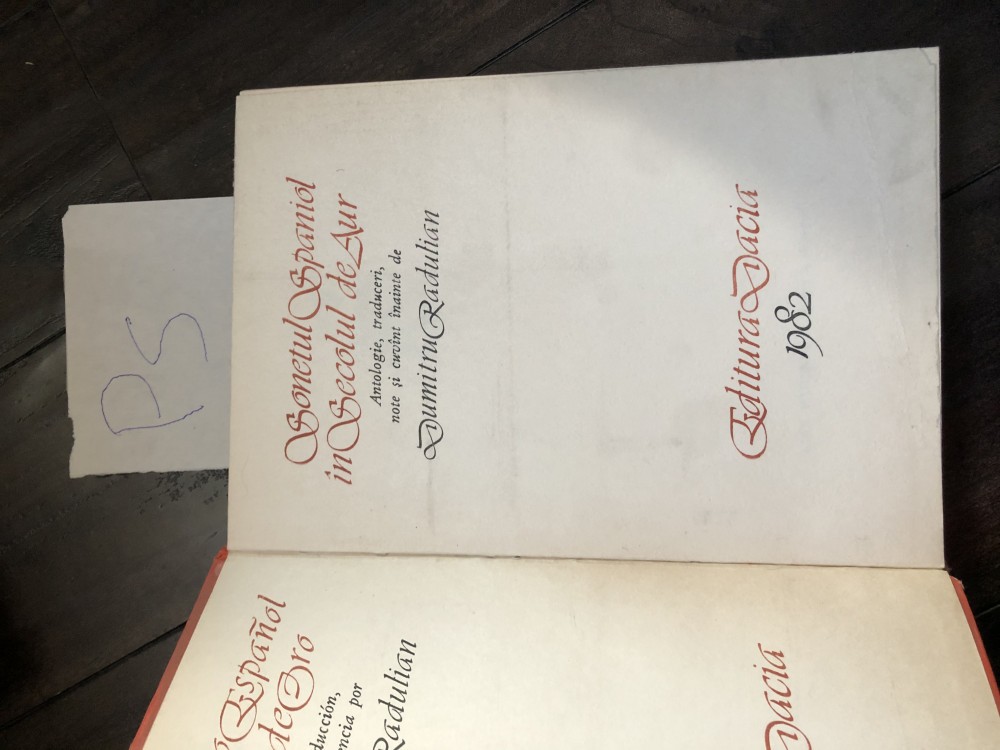 PS
Español
de Oro
ducción,
encia por
Radulian
Dacia
Sonetul Spaniol
în Secolul de Aur
Antologie, traduceri,
note și cuvînt înainte de
Dumitru Radulian
Editura Dacia
1982